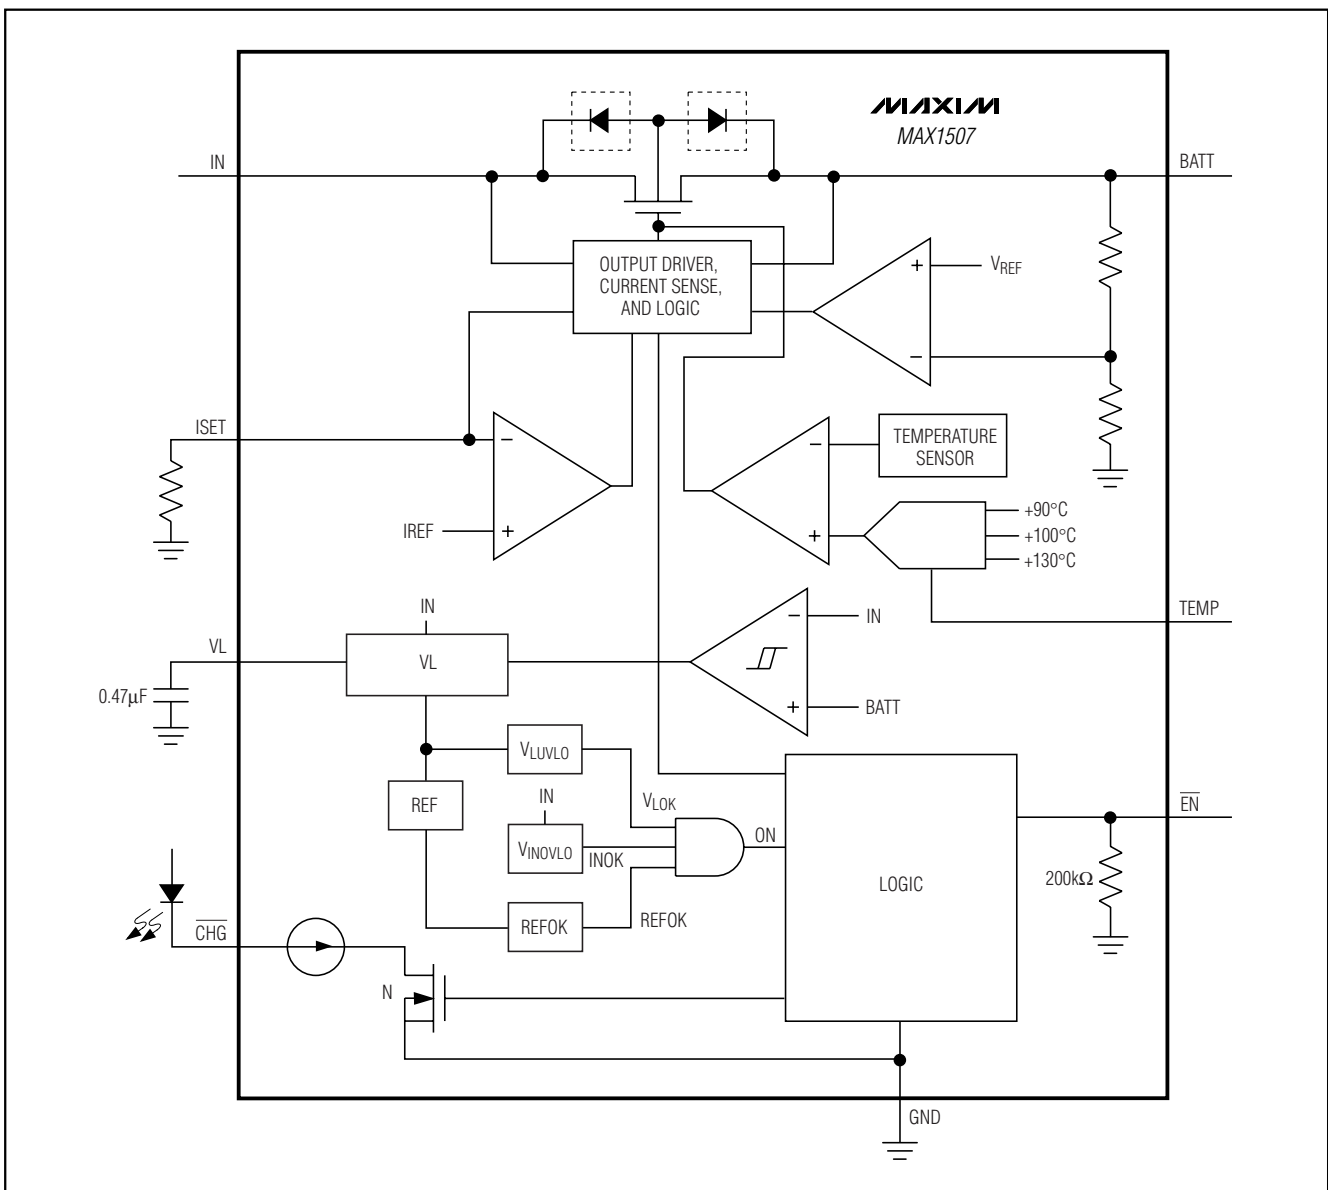 MAXIM
MAX1507
IN
BATT
OUTPUT DRIVER,
CURRENT SENSE,
AND LOGIC
+
VREF
−
ISET
−
TEMPERATURE
SENSOR
−
IREF
+
+
+90°C
+100°C
+130°C
IN
TEMP
−
IN
VL
VL
0.47µF
+
BATT
VLUVLO
REF
IN
VLOK
EN
VINOVLO
INOK
ON
LOGIC
200kΩ
REFOK
REFOK
CHG
N
GND